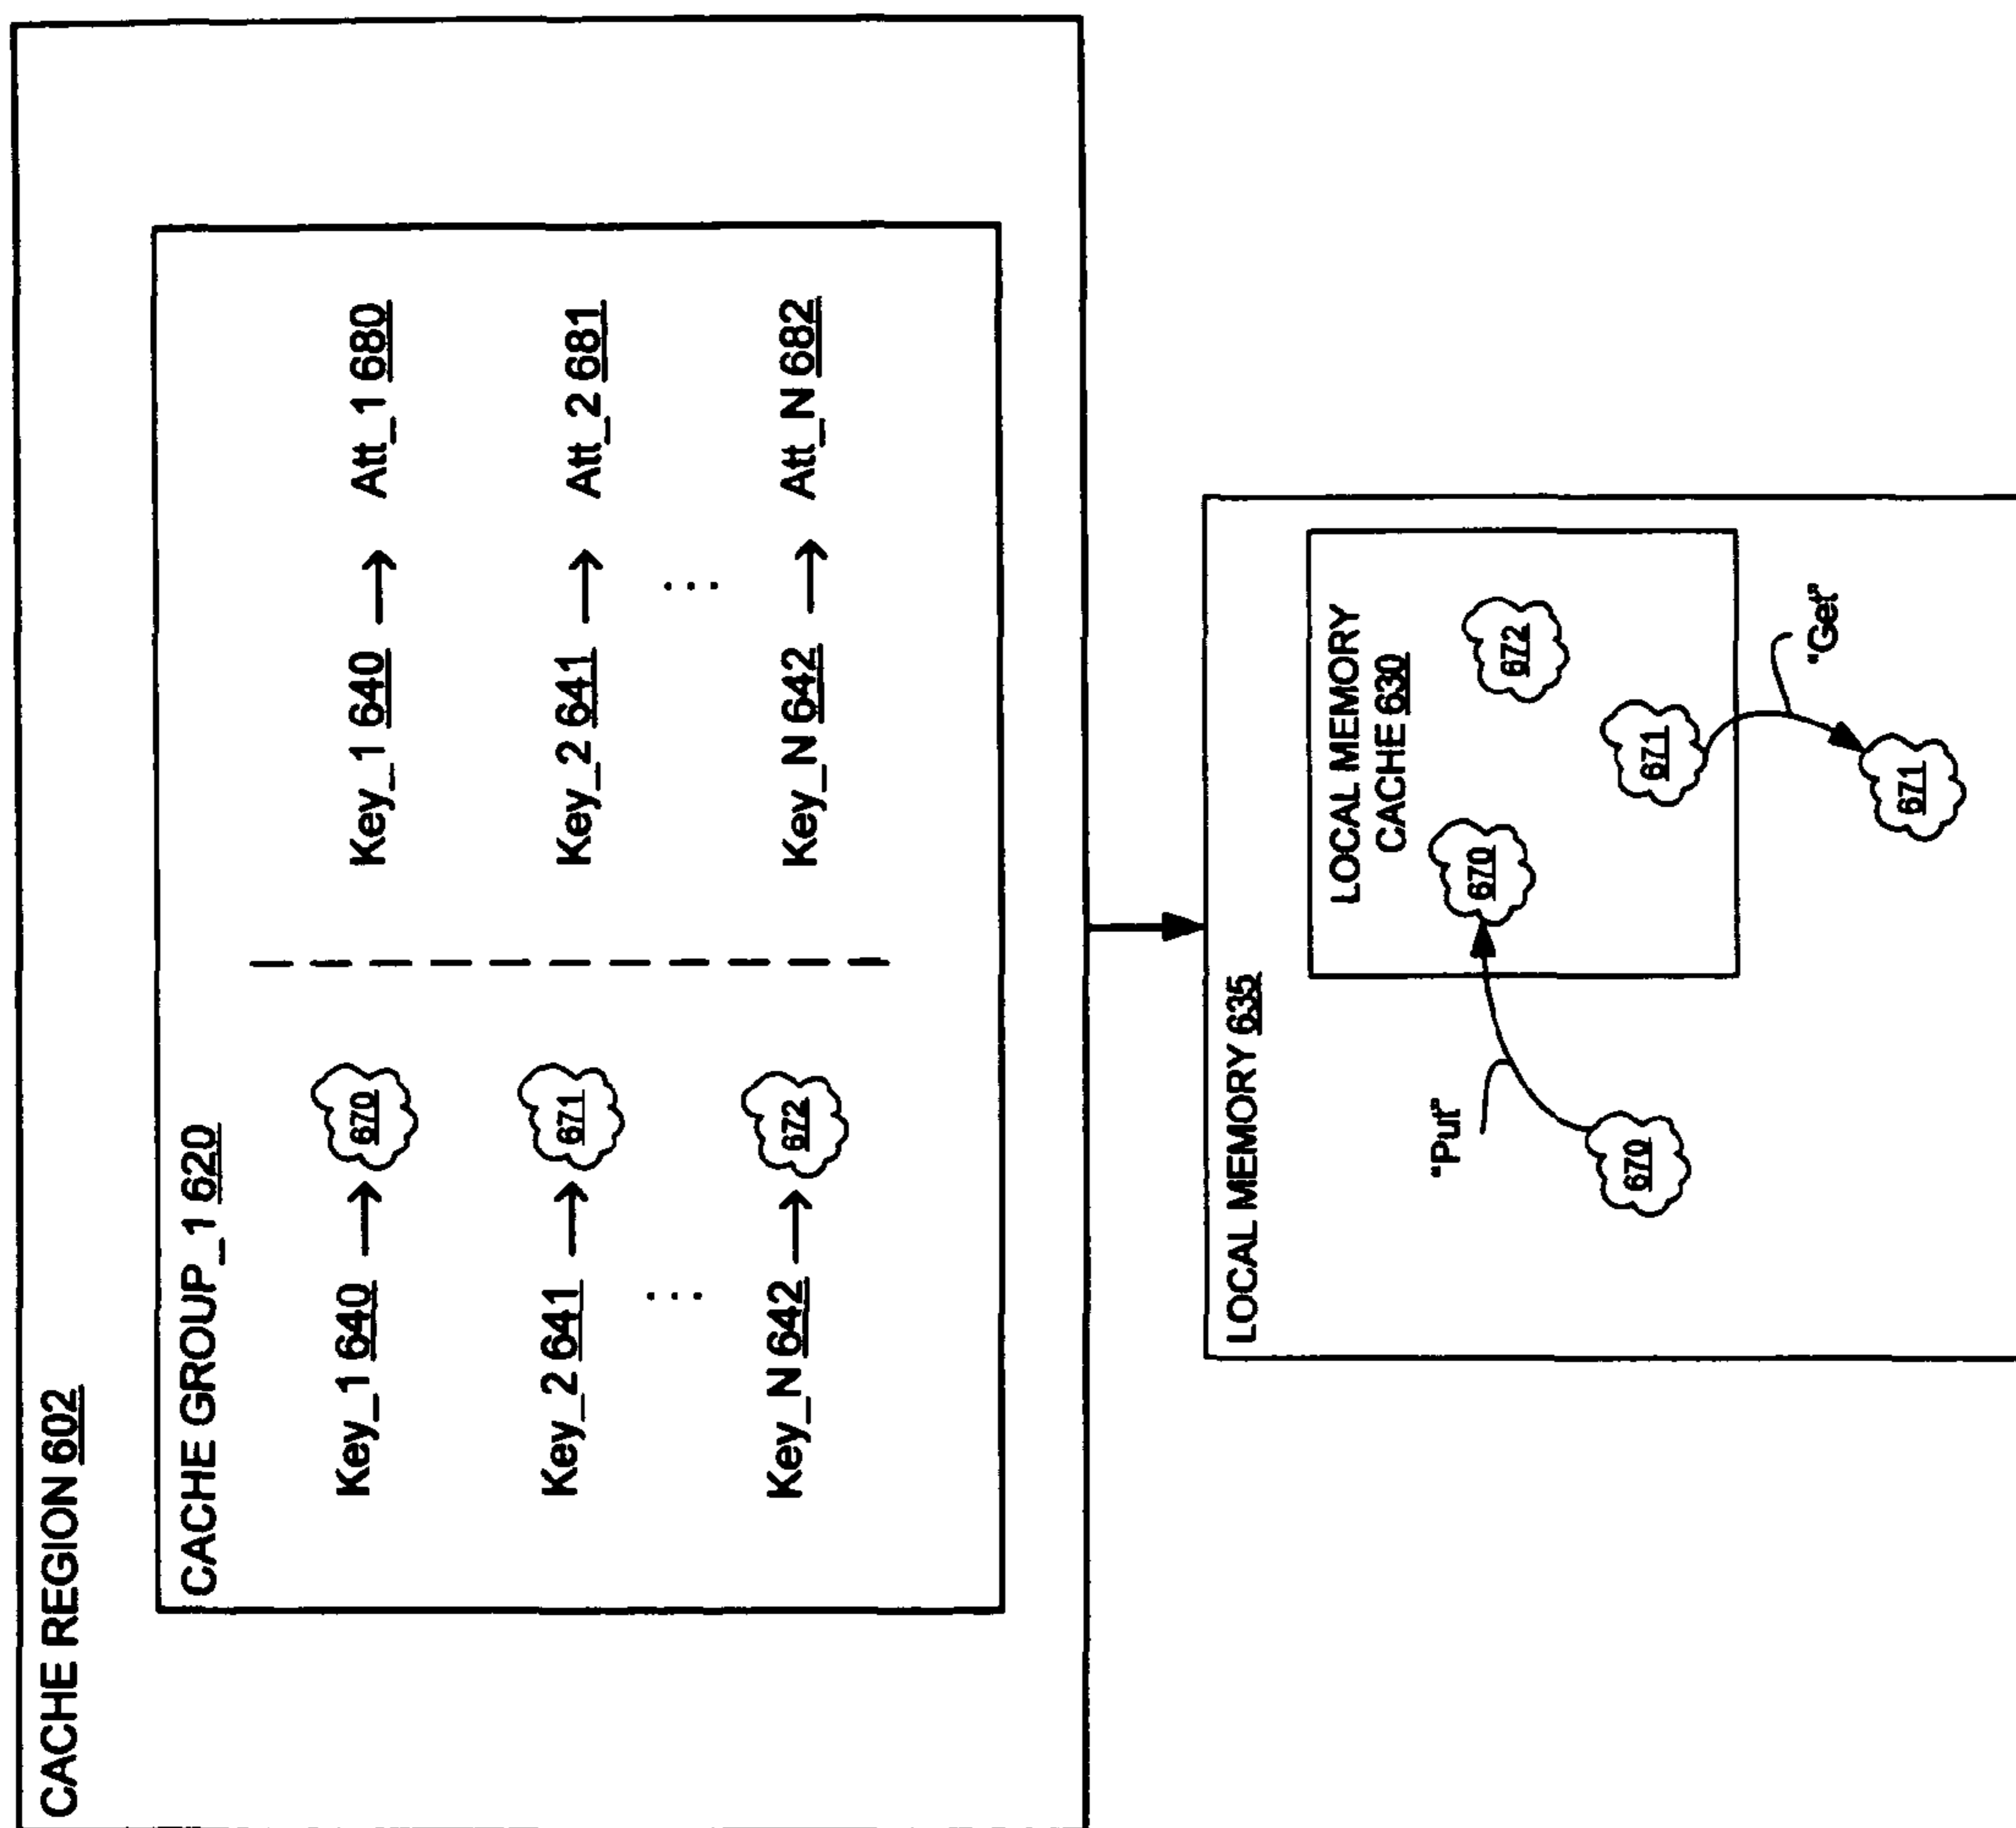 CACHE REGION 602
CACHE GROUP_1 620
Key_1 640 → 670
Key_1 640 → Att_1 680
Key_2 641 → 671
Key_2 641 → Att_2 681
... ...
Key_N 642 → 672
Key_N 642 → Att_N 682
LOCAL MEMORY 635
LOCAL MEMORY
CACHE 630
"Put"
670
670
672
671
"Get"
671